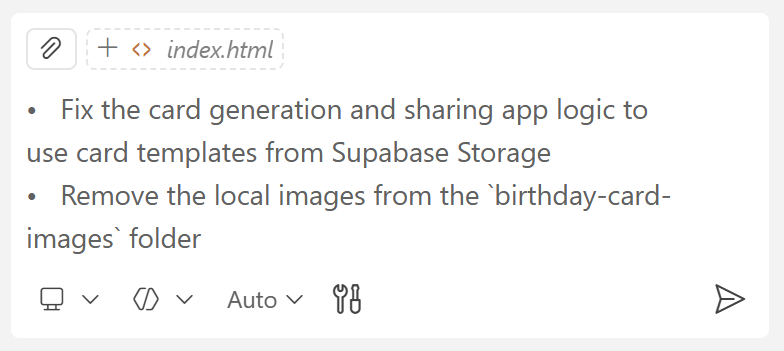 + <> index.html
• Fix the card generation and sharing app logic to
use card templates from Supabase Storage
• Remove the local images from the `birthday-card-
images` folder
Auto